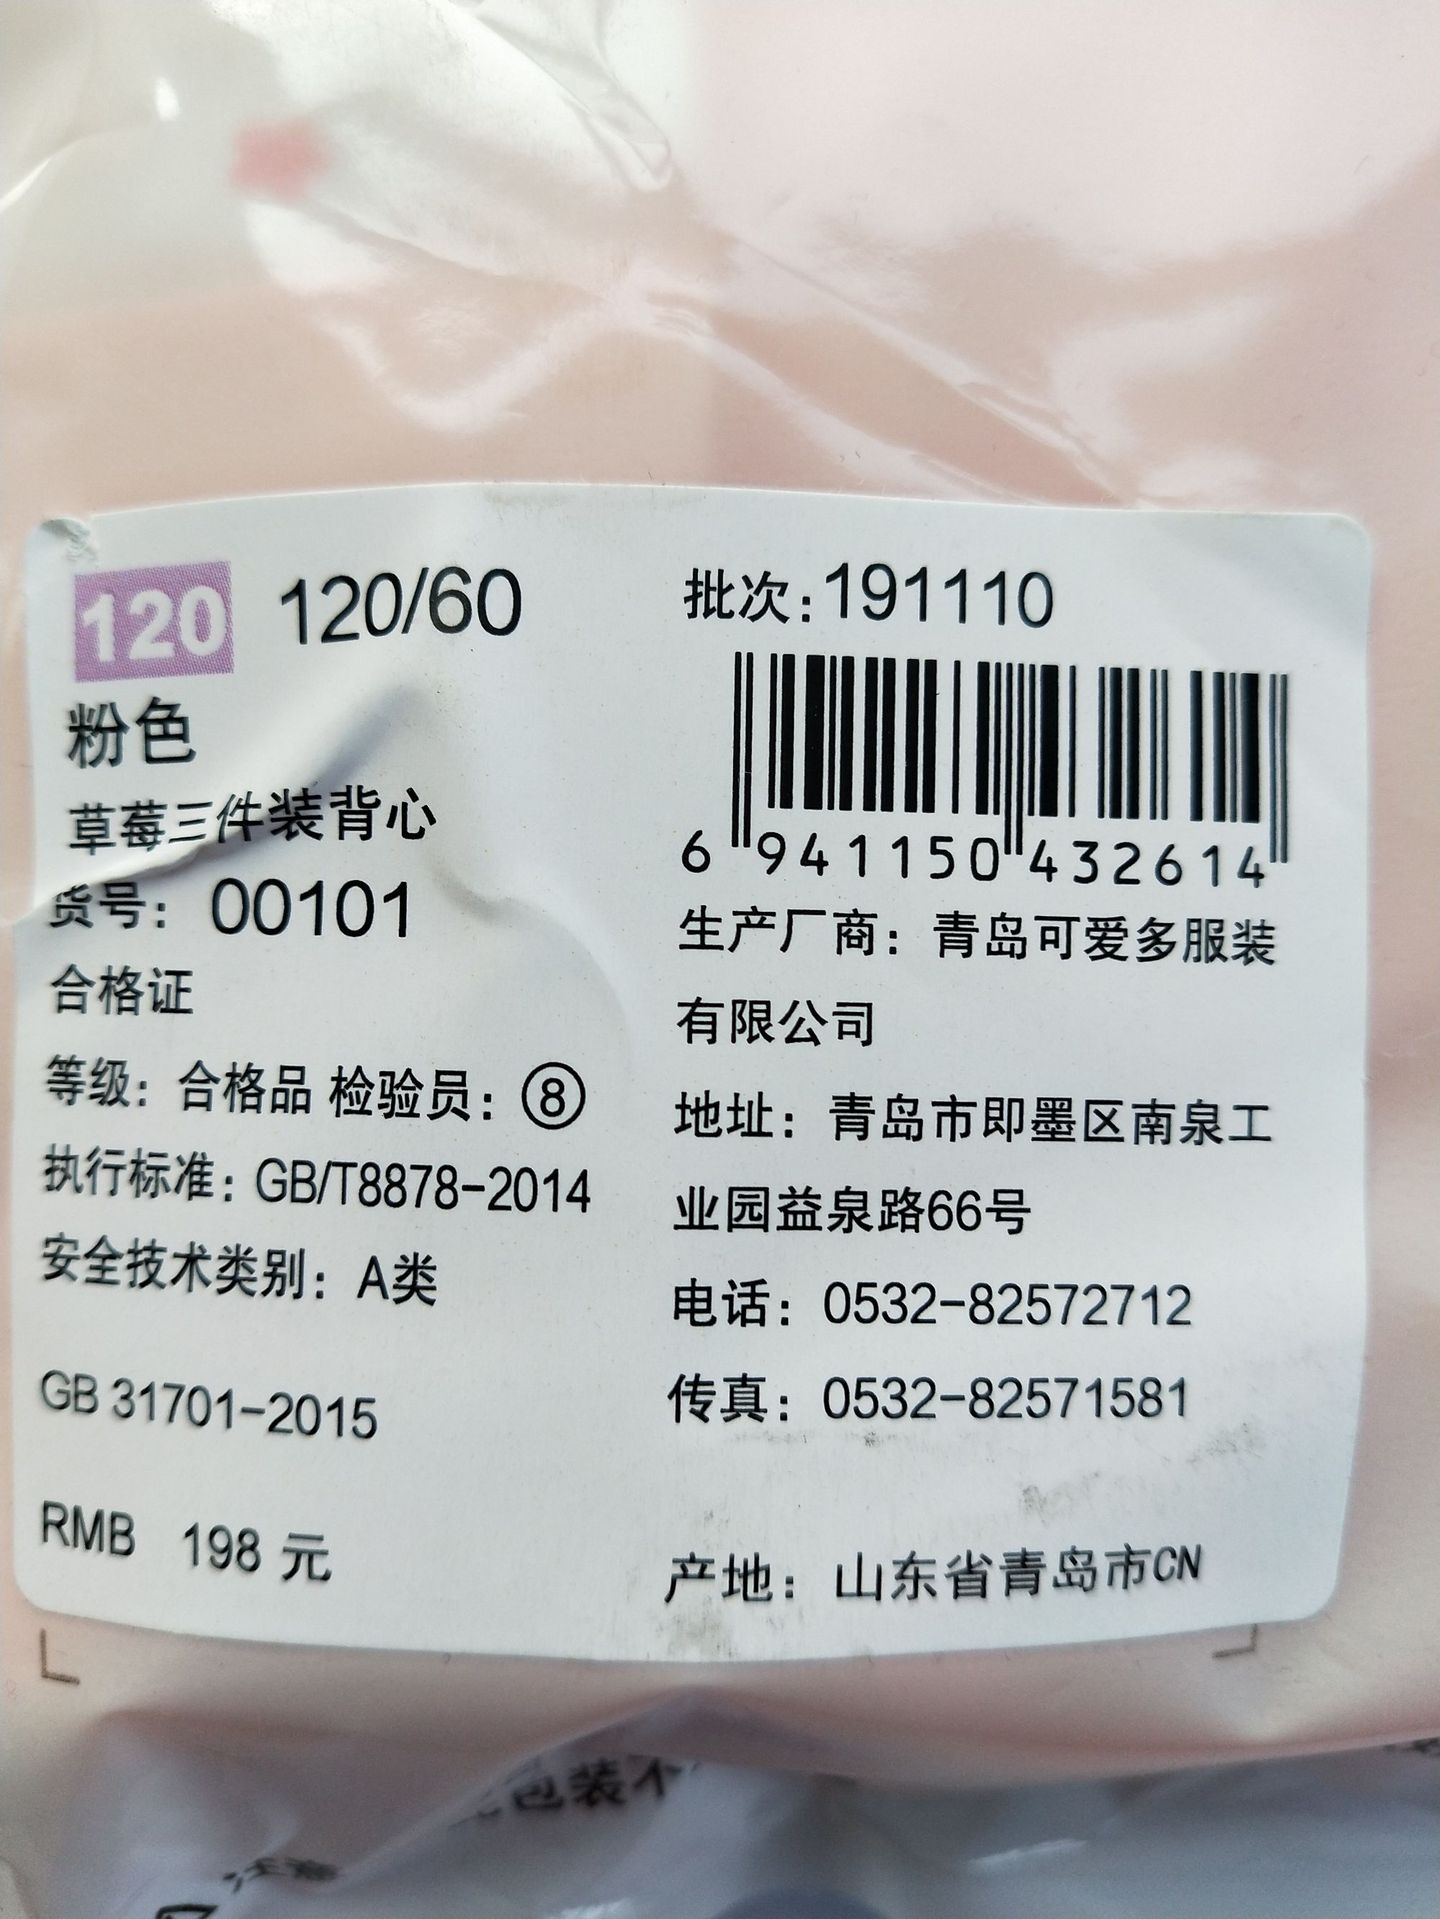 120 120/60
粉色
草莓三件装背心
货号: 00101
合格证
等级: 合格品 检验员: ⑧
执行标准: GB/T8878-2014
安全技术类别: A类
GB 31701-2015
RMB 198 元
批次: 191110
6 941150 432614
生产厂商: 青岛可爱多服装
有限公司
地址: 青岛市即墨区南泉工
业园益泉路66号
电话: 0532-82572712
传真: 0532-82571581
产地: 山东省青岛市CN
包装不
注意